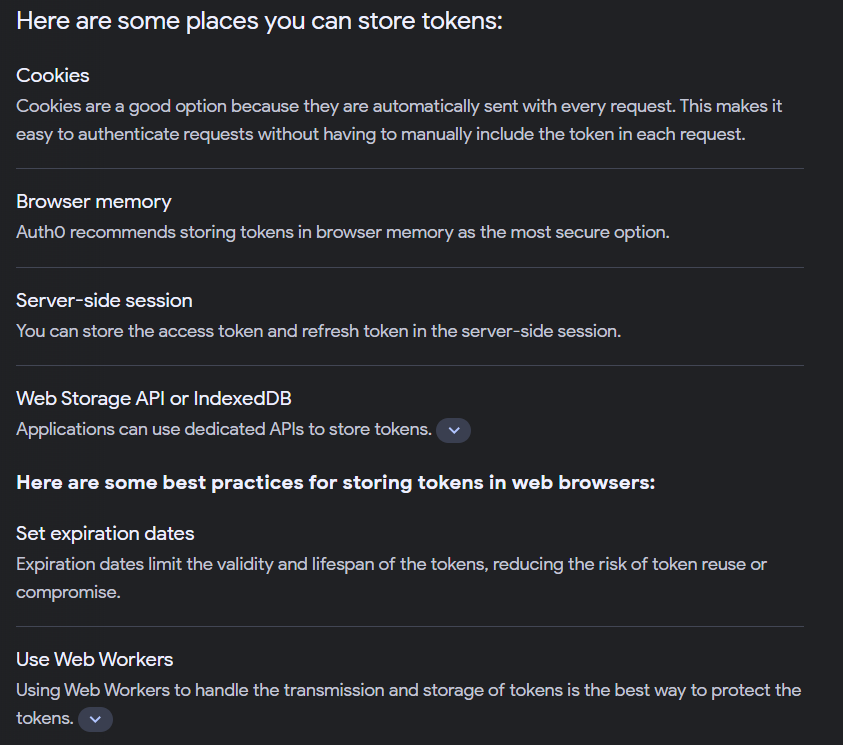 Here are some places you can store tokens:
Cookies
Cookies are a good option because they are automatically sent with every request. This makes it
easy to authenticate requests without having to manually include the token in each request.
Browser memory
Auth0 recommends storing tokens in browser memory as the most secure option.
Server-side session
You can store the access token and refresh token in the server-side session.
Web Storage API or IndexedDB
Applications can use dedicated APIs to store tokens.
Here are some best practices for storing tokens in web browsers:
Set expiration dates
Expiration dates limit the validity and lifespan of the tokens, reducing the risk of token reuse or
compromise.
Use Web Workers
Using Web Workers to handle the transmission and storage of tokens is the best way to protect the
tokens.